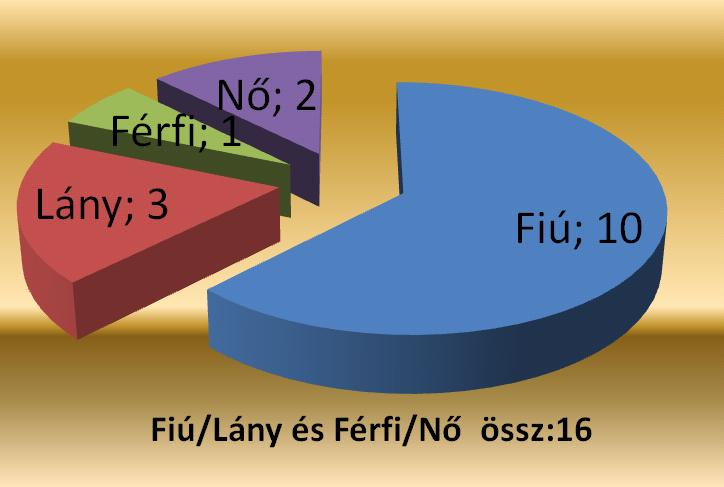 Nő; 2
Férfi; 1
Lány; 3
Fiú; 10
Fiú/Lány és Férfi/Nő össz:16